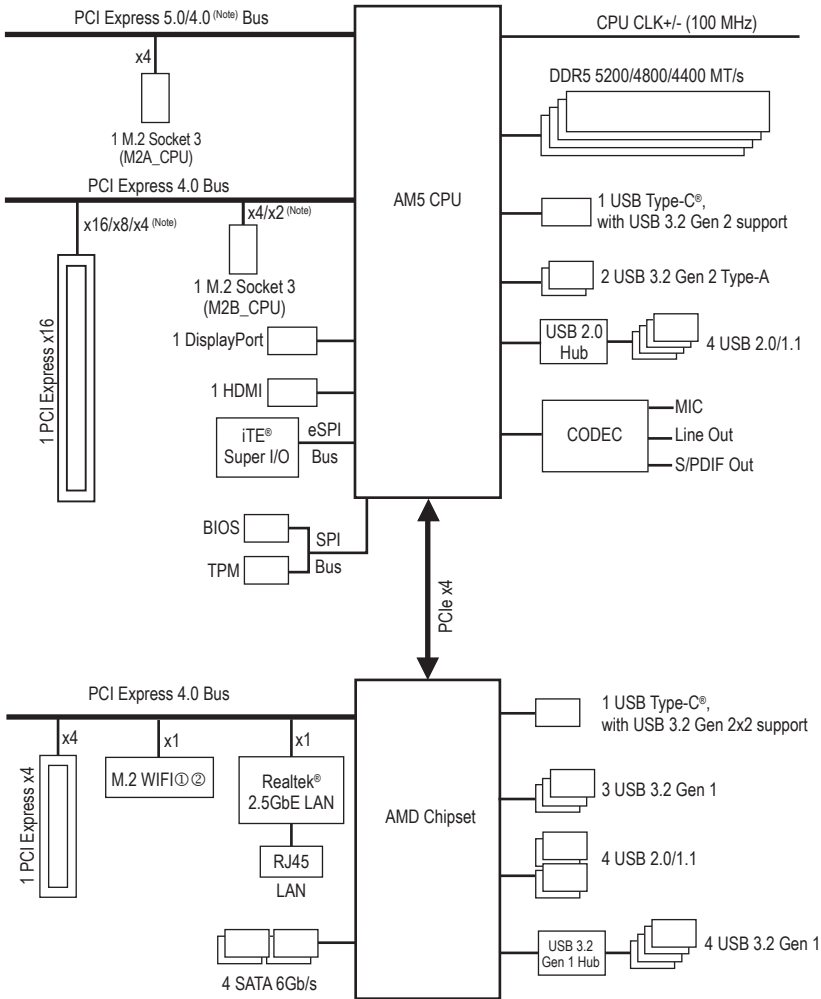 PCI Express 5.0/4.0 (Note) Bus
x4
1 M.2 Socket 3
(M2A_CPU)
PCI Express 4.0 Bus
x16/x8/x4 (Note)
x4/x2 (Note)
1 PCI Express x16
1 M.2 Socket 3
(M2B_CPU)
1 DisplayPort
1 HDMI
iTE®
Super I/O
eSPI
Bus
BIOS
TPM
SPI
Bus
AM5 CPU
CPU CLK+/- (100 MHz)
DDR5 5200/4800/4400 MT/s
1 USB Type-C®,
with USB 3.2 Gen 2 support
2 USB 3.2 Gen 2 Type-A
USB 2.0
Hub
4 USB 2.0/1.1
CODEC
MIC
Line Out
S/PDIF Out
PCIe x4
PCI Express 4.0 Bus
x4
x1
x1
1 PCI Express x4
M.2 WIFI①②
Realtek®
2.5GbE LAN
RJ45
LAN
4 SATA 6Gb/s
AMD Chipset
1 USB Type-C®,
with USB 3.2 Gen 2x2 support
3 USB 3.2 Gen 1
4 USB 2.0/1.1
USB 3.2
Gen 1 Hub
4 USB 3.2 Gen 1